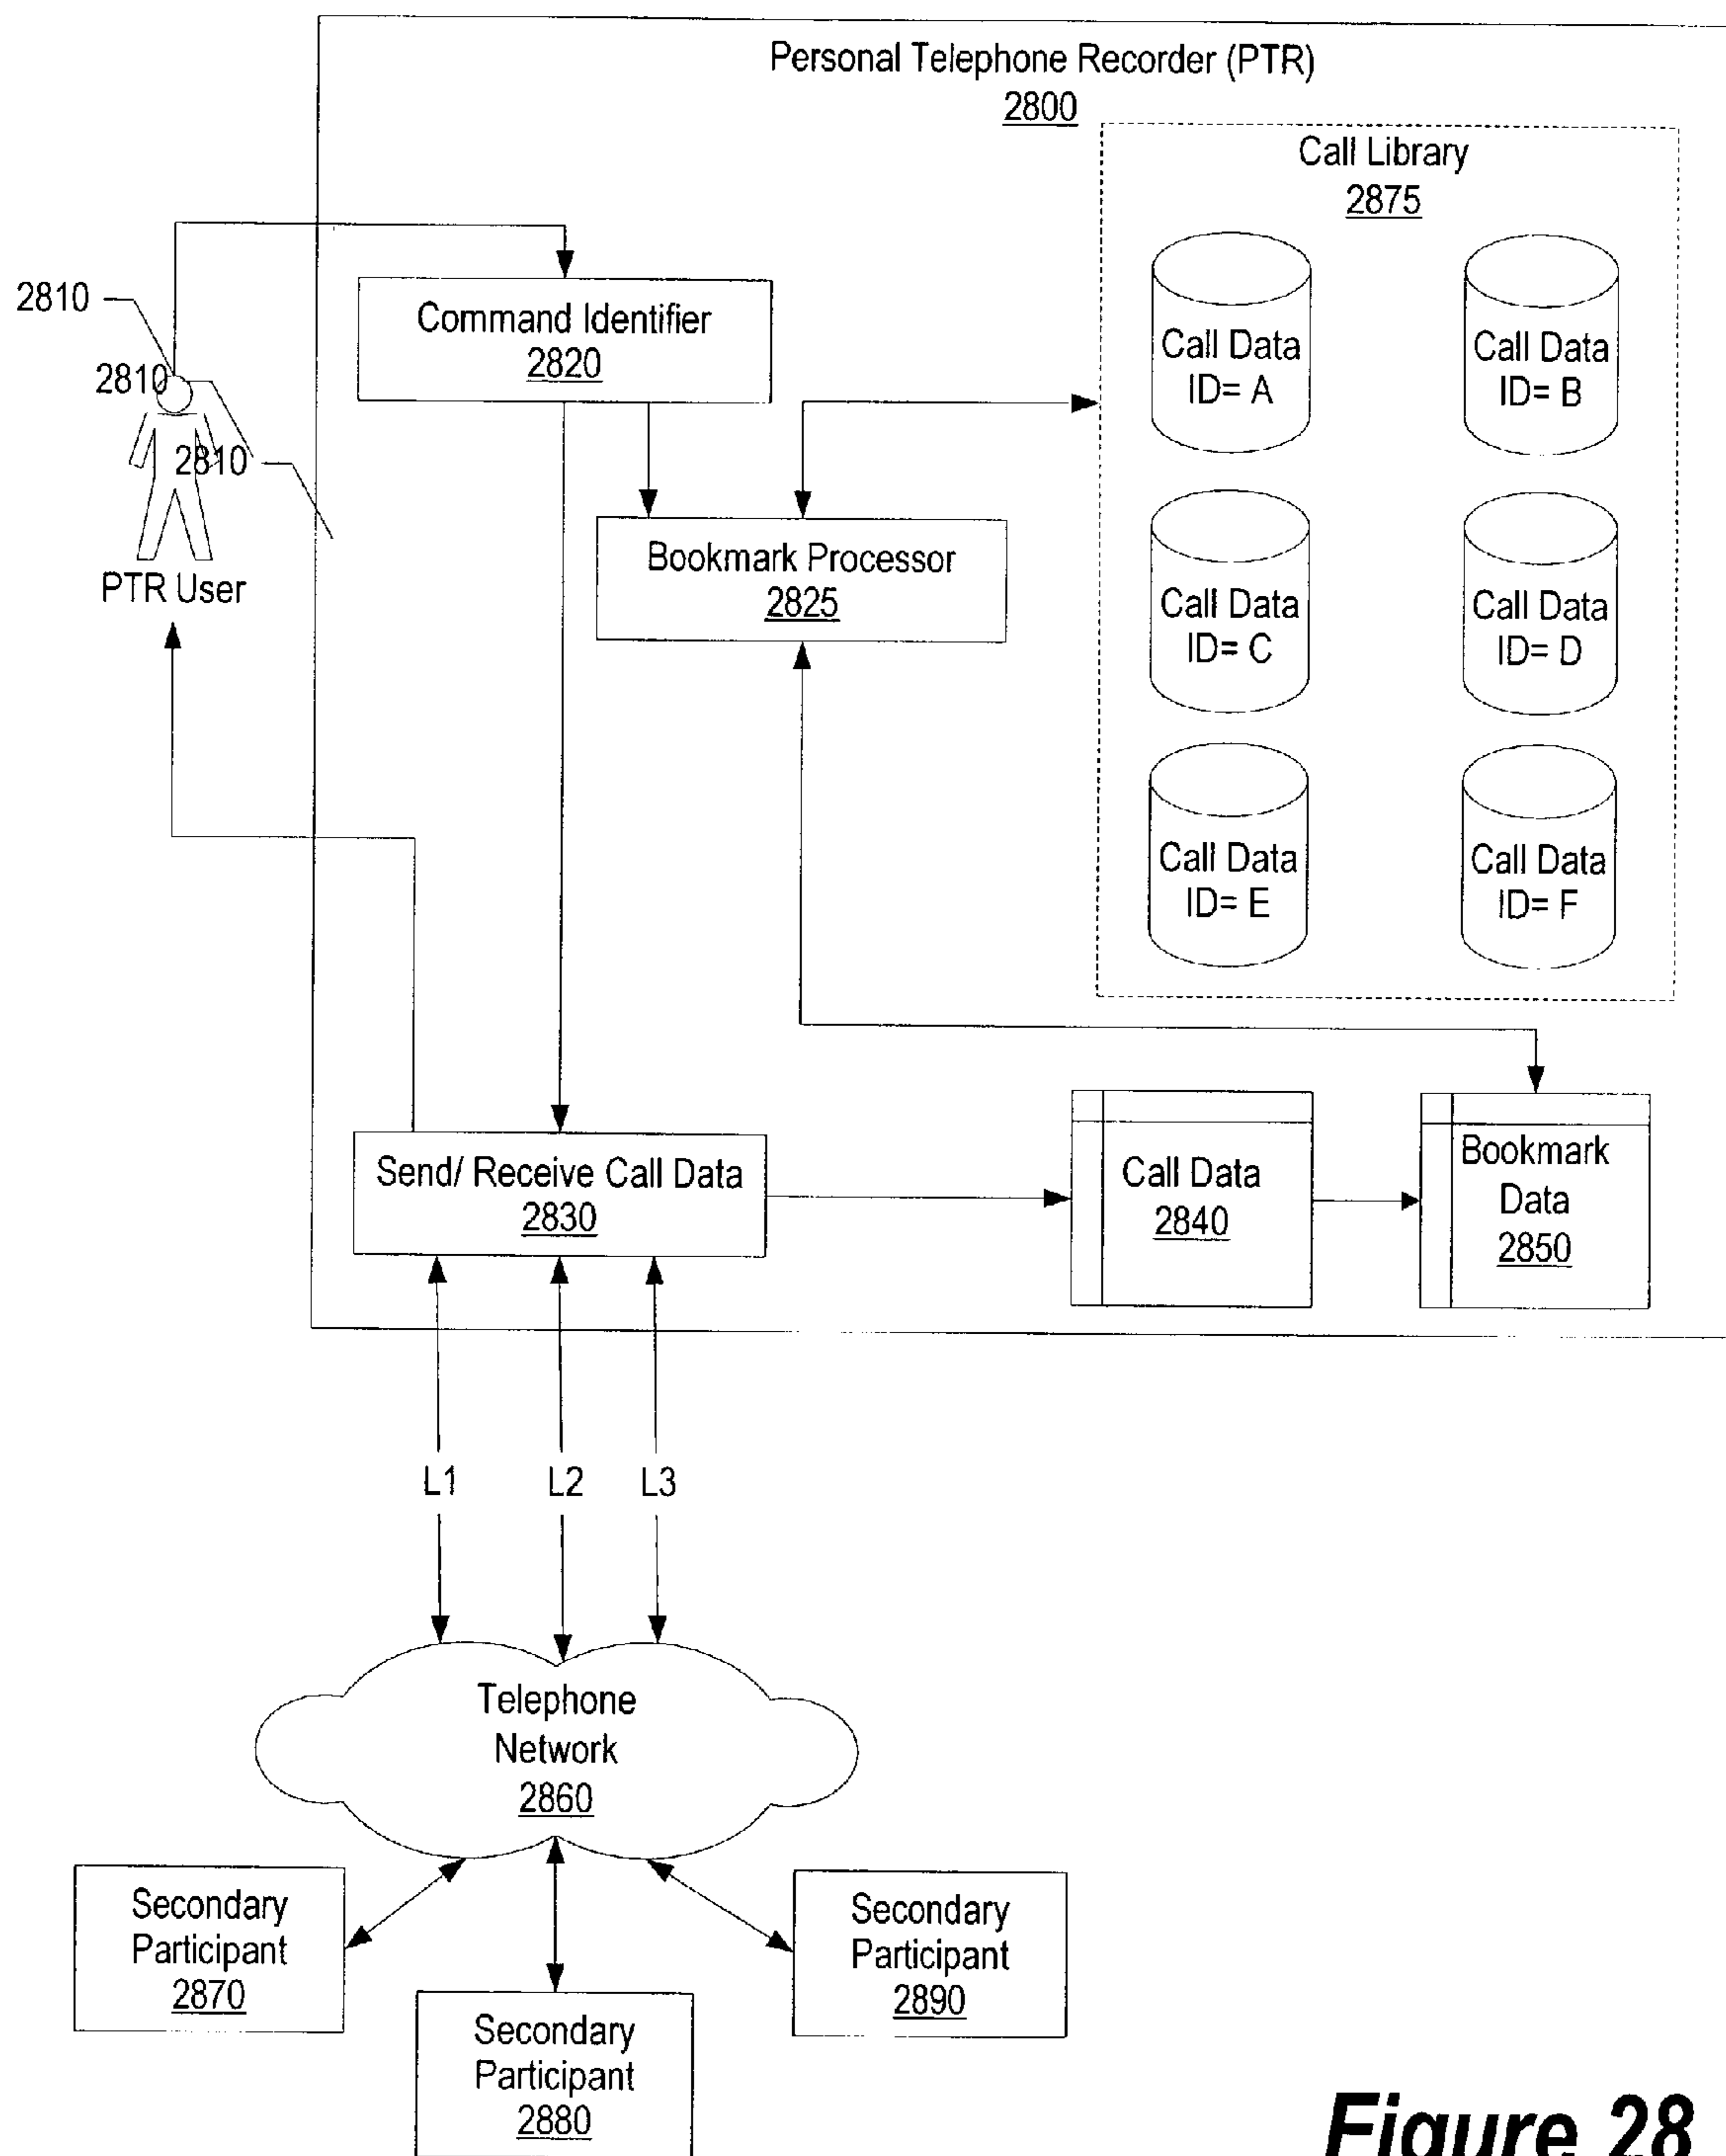 Personal Telephone Recorder (PTR)
2800
Call Library
2875
2810
2810
2810
PTR User
Command Identifier
2820
Bookmark Processor
2825
Call Data
ID= A
Call Data
ID= B
Call Data
ID= C
Call Data
ID= D
Call Data
ID= E
Call Data
ID= F
Send/ Receive Call Data
2830
Call Data
2840
Bookmark
Data
2850
L1
L2
L3
Telephone
Network
2860
Secondary
Participant
2870
Secondary
Participant
2880
Secondary
Participant
2890
Figure 28